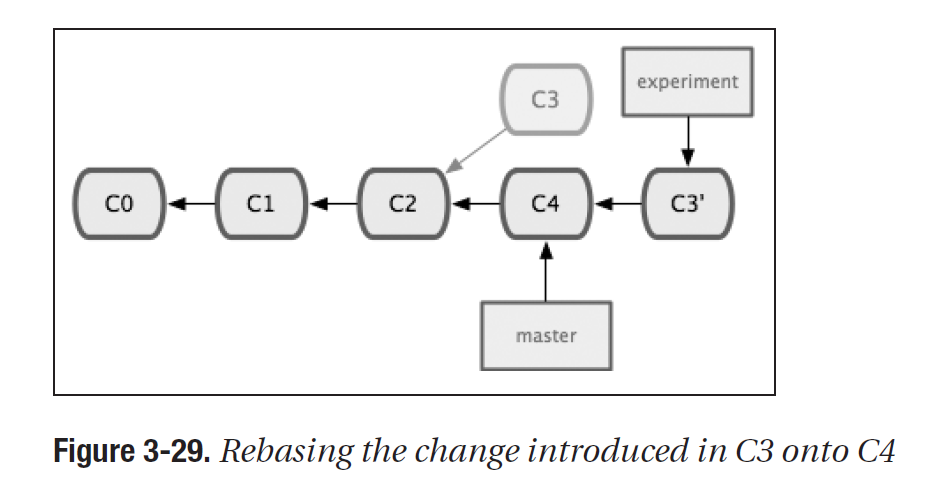 C3
experiment
C0
C1
C2
C4
C3'
master
Figure 3-29. Rebasing the change introduced in C3 onto C4